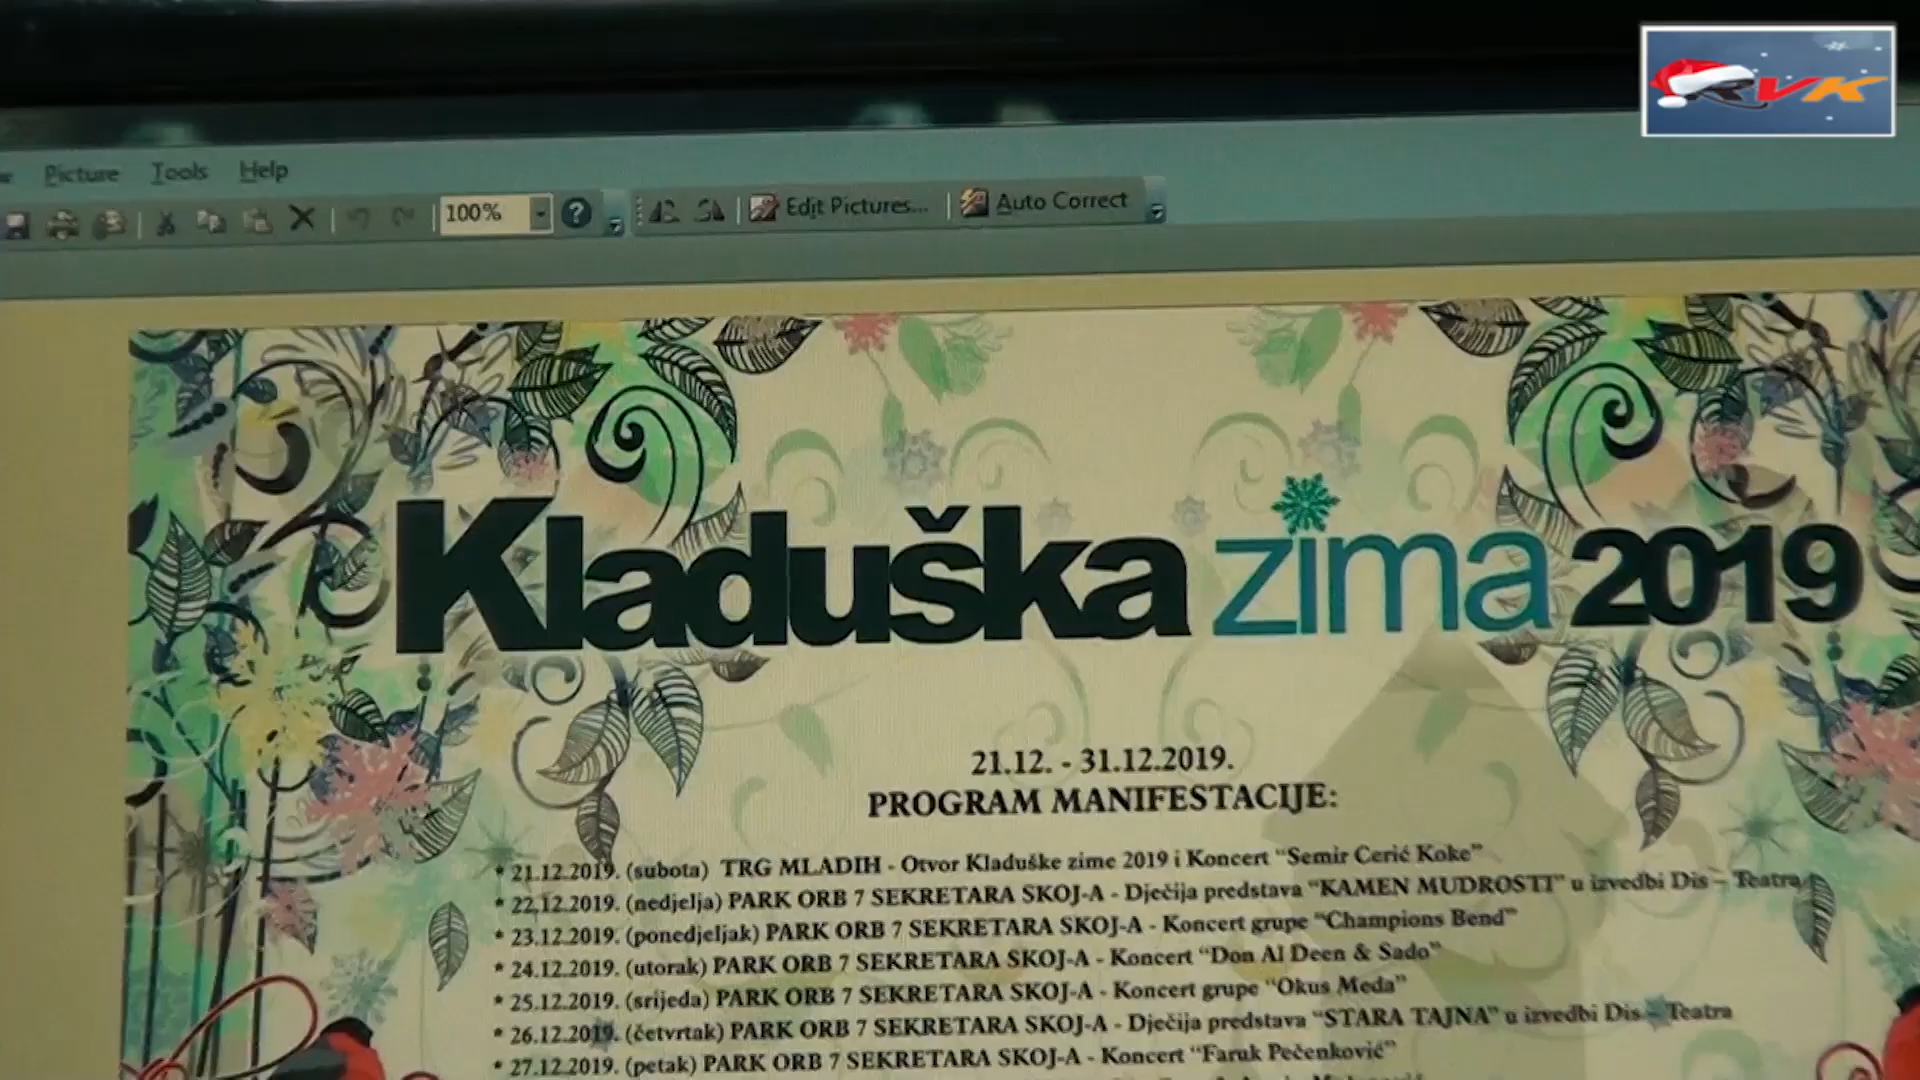 RVK
Picture Tools Help
100% Edit Pictures... Auto Correct
Kladuška zima 2019
21.12. - 31.12.2019.
PROGRAM MANIFESTACIJE:
* 21.12.2019. (subota) TRG MLADIH - Otvor Kladuške zime 2019 i Koncert "Semir Cerić Koke"
* 22.12.2019. (nedjelja) PARK ORB 7 SEKRETARA SKOJ-A - Dječija predstava "KAMEN MUDROSTI" u izvedbi Dis - Teatra
* 23.12.2019. (ponedjeljak) PARK ORB 7 SEKRETARA SKOJ-A - Koncert grupe "Champions Bend"
* 24.12.2019. (utorak) PARK ORB 7 SEKRETARA SKOJ-A - Koncert "Don Al Deen & Sado"
* 25.12.2019. (srijeda) PARK ORB 7 SEKRETARA SKOJ-A - Koncert grupe "Okus Meda"
* 26.12.2019. (četvrtak) PARK ORB 7 SEKRETARA SKOJ-A - Dječija predstava "STARA TAJNA" u izvedbi Dis - Teatra
* 27.12.2019. (petak) PARK ORB 7 SEKRETARA SKOJ-A - Koncert "Faruk Pečenković"